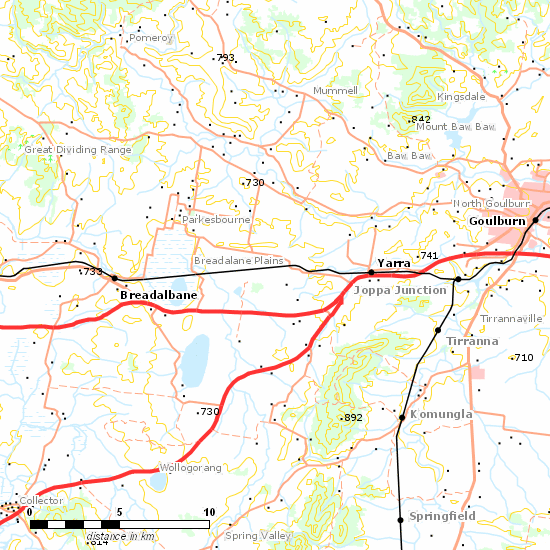 Pomeroy
793
Mummell
Kingsdale
842
Mount Baw Baw
Great Dividing Range
Baw Baw
730
North Goulburn
Parkesbourne
Goulburn
Breadalane Plains
Yarra
741
733
Joppa Junction
Breadalbane
Tirrannaville
Tirranna
710
730
892
Komungla
Wollogorang
Collector
0
5
10
Springfield
distance in km
Spring Valley
814